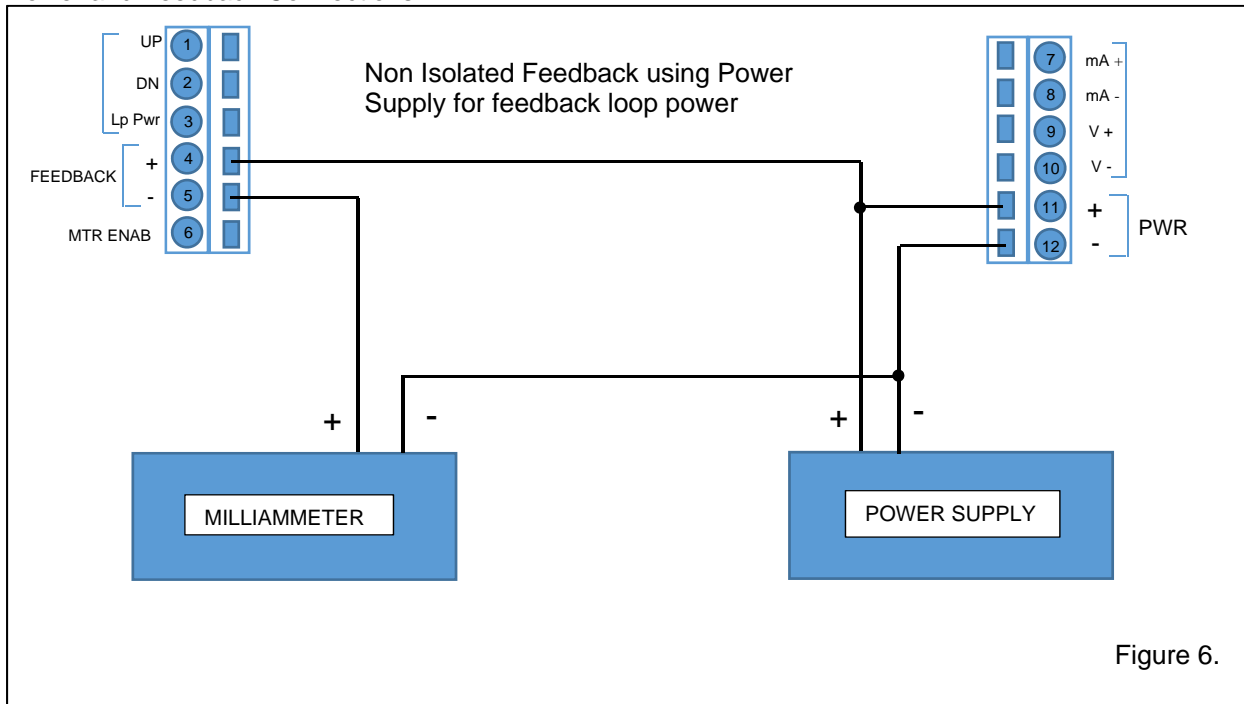 UP
1
DN
2
Lp Pwr
3
FEEDBACK
+
4
-
5
MTR ENAB
6
Non Isolated Feedback using Power
Supply for feedback loop power
7
mA +
8
mA -
9
V +
10
V -
11
+
PWR
12
-
+
-
MILLIAMMETER
+
-
POWER SUPPLY
Figure 6.